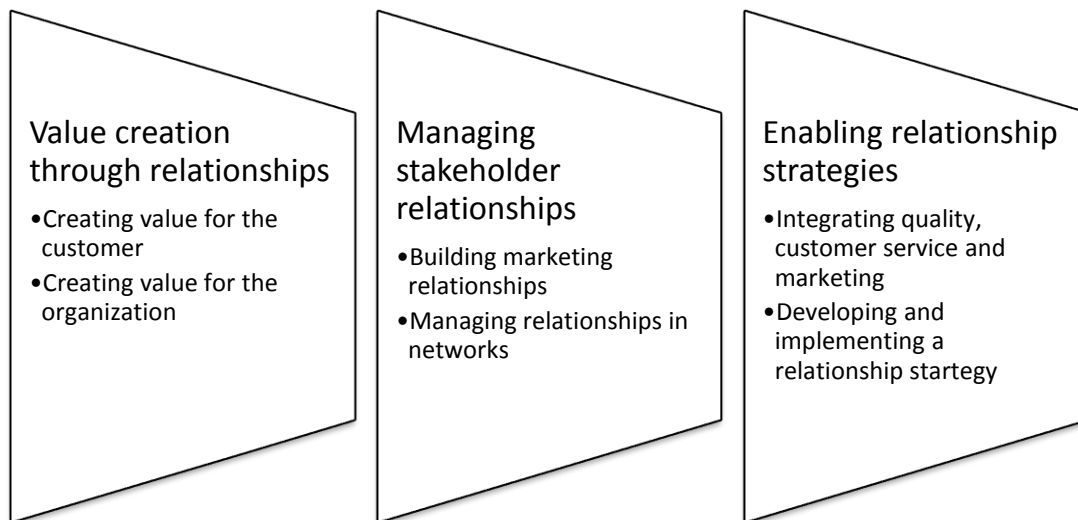 Value creation
through relationships
•Creating value for the
customer
•Creating value for the
organization
Managing
stakeholder
relationships
•Building marketing
relationships
•Managing relationships in
networks
Enabling relationship
strategies
•Integrating quality,
customer service and
marketing
•Developing and
implementing a
relationship startegy